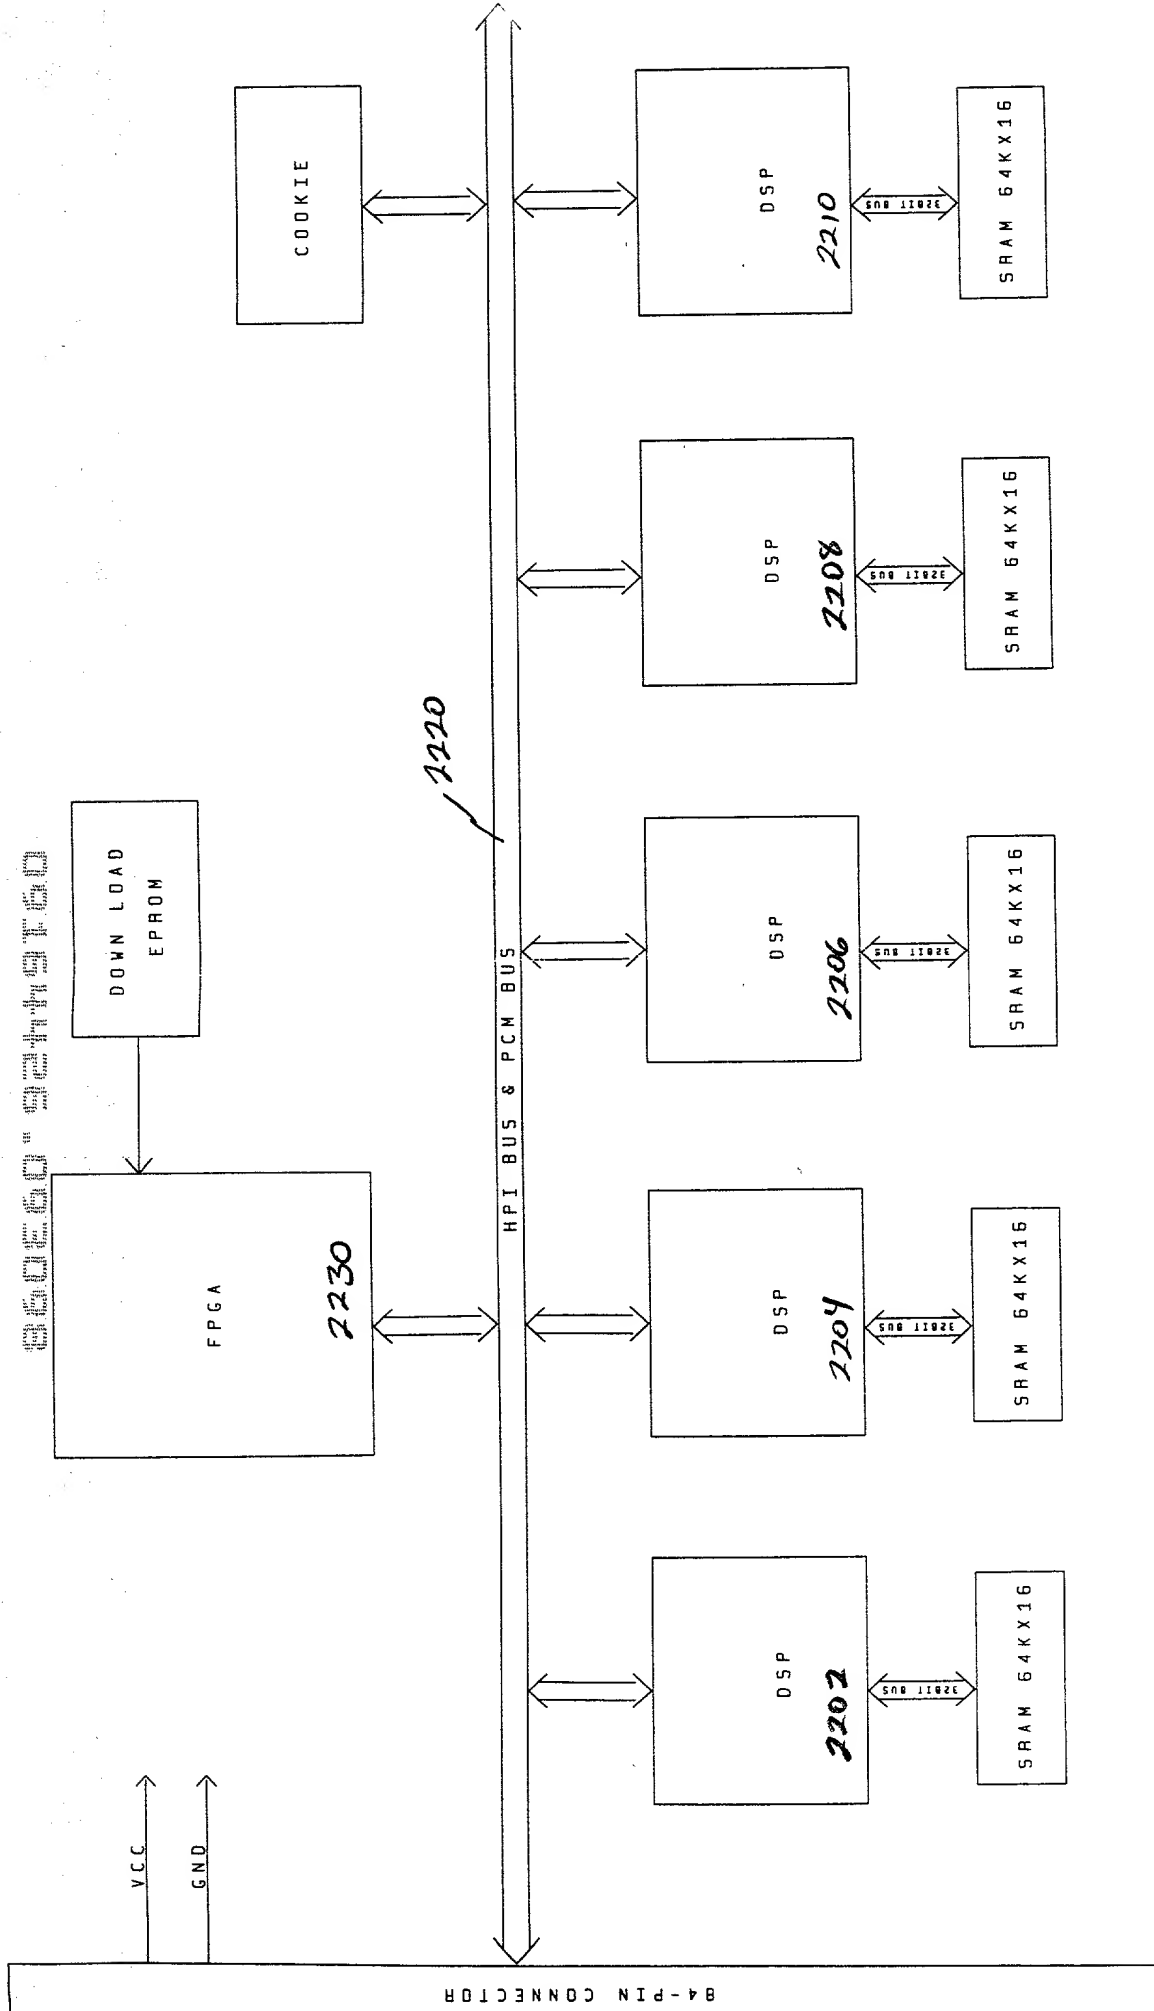 84-PIN CONNECTOR
VCC
GND
FPGA
2230
DOWN LOAD
EPROM
COOKIE
HPI BUS & PCM BUS
2220
DSP
2202
DSP
2204
DSP
2206
DSP
2208
DSP
2210
32BIT BUS
32BIT BUS
32BIT BUS
32BIT BUS
32BIT BUS
SRAM 64KX16
SRAM 64KX16
SRAM 64KX16
SRAM 64KX16
SRAM 64KX16